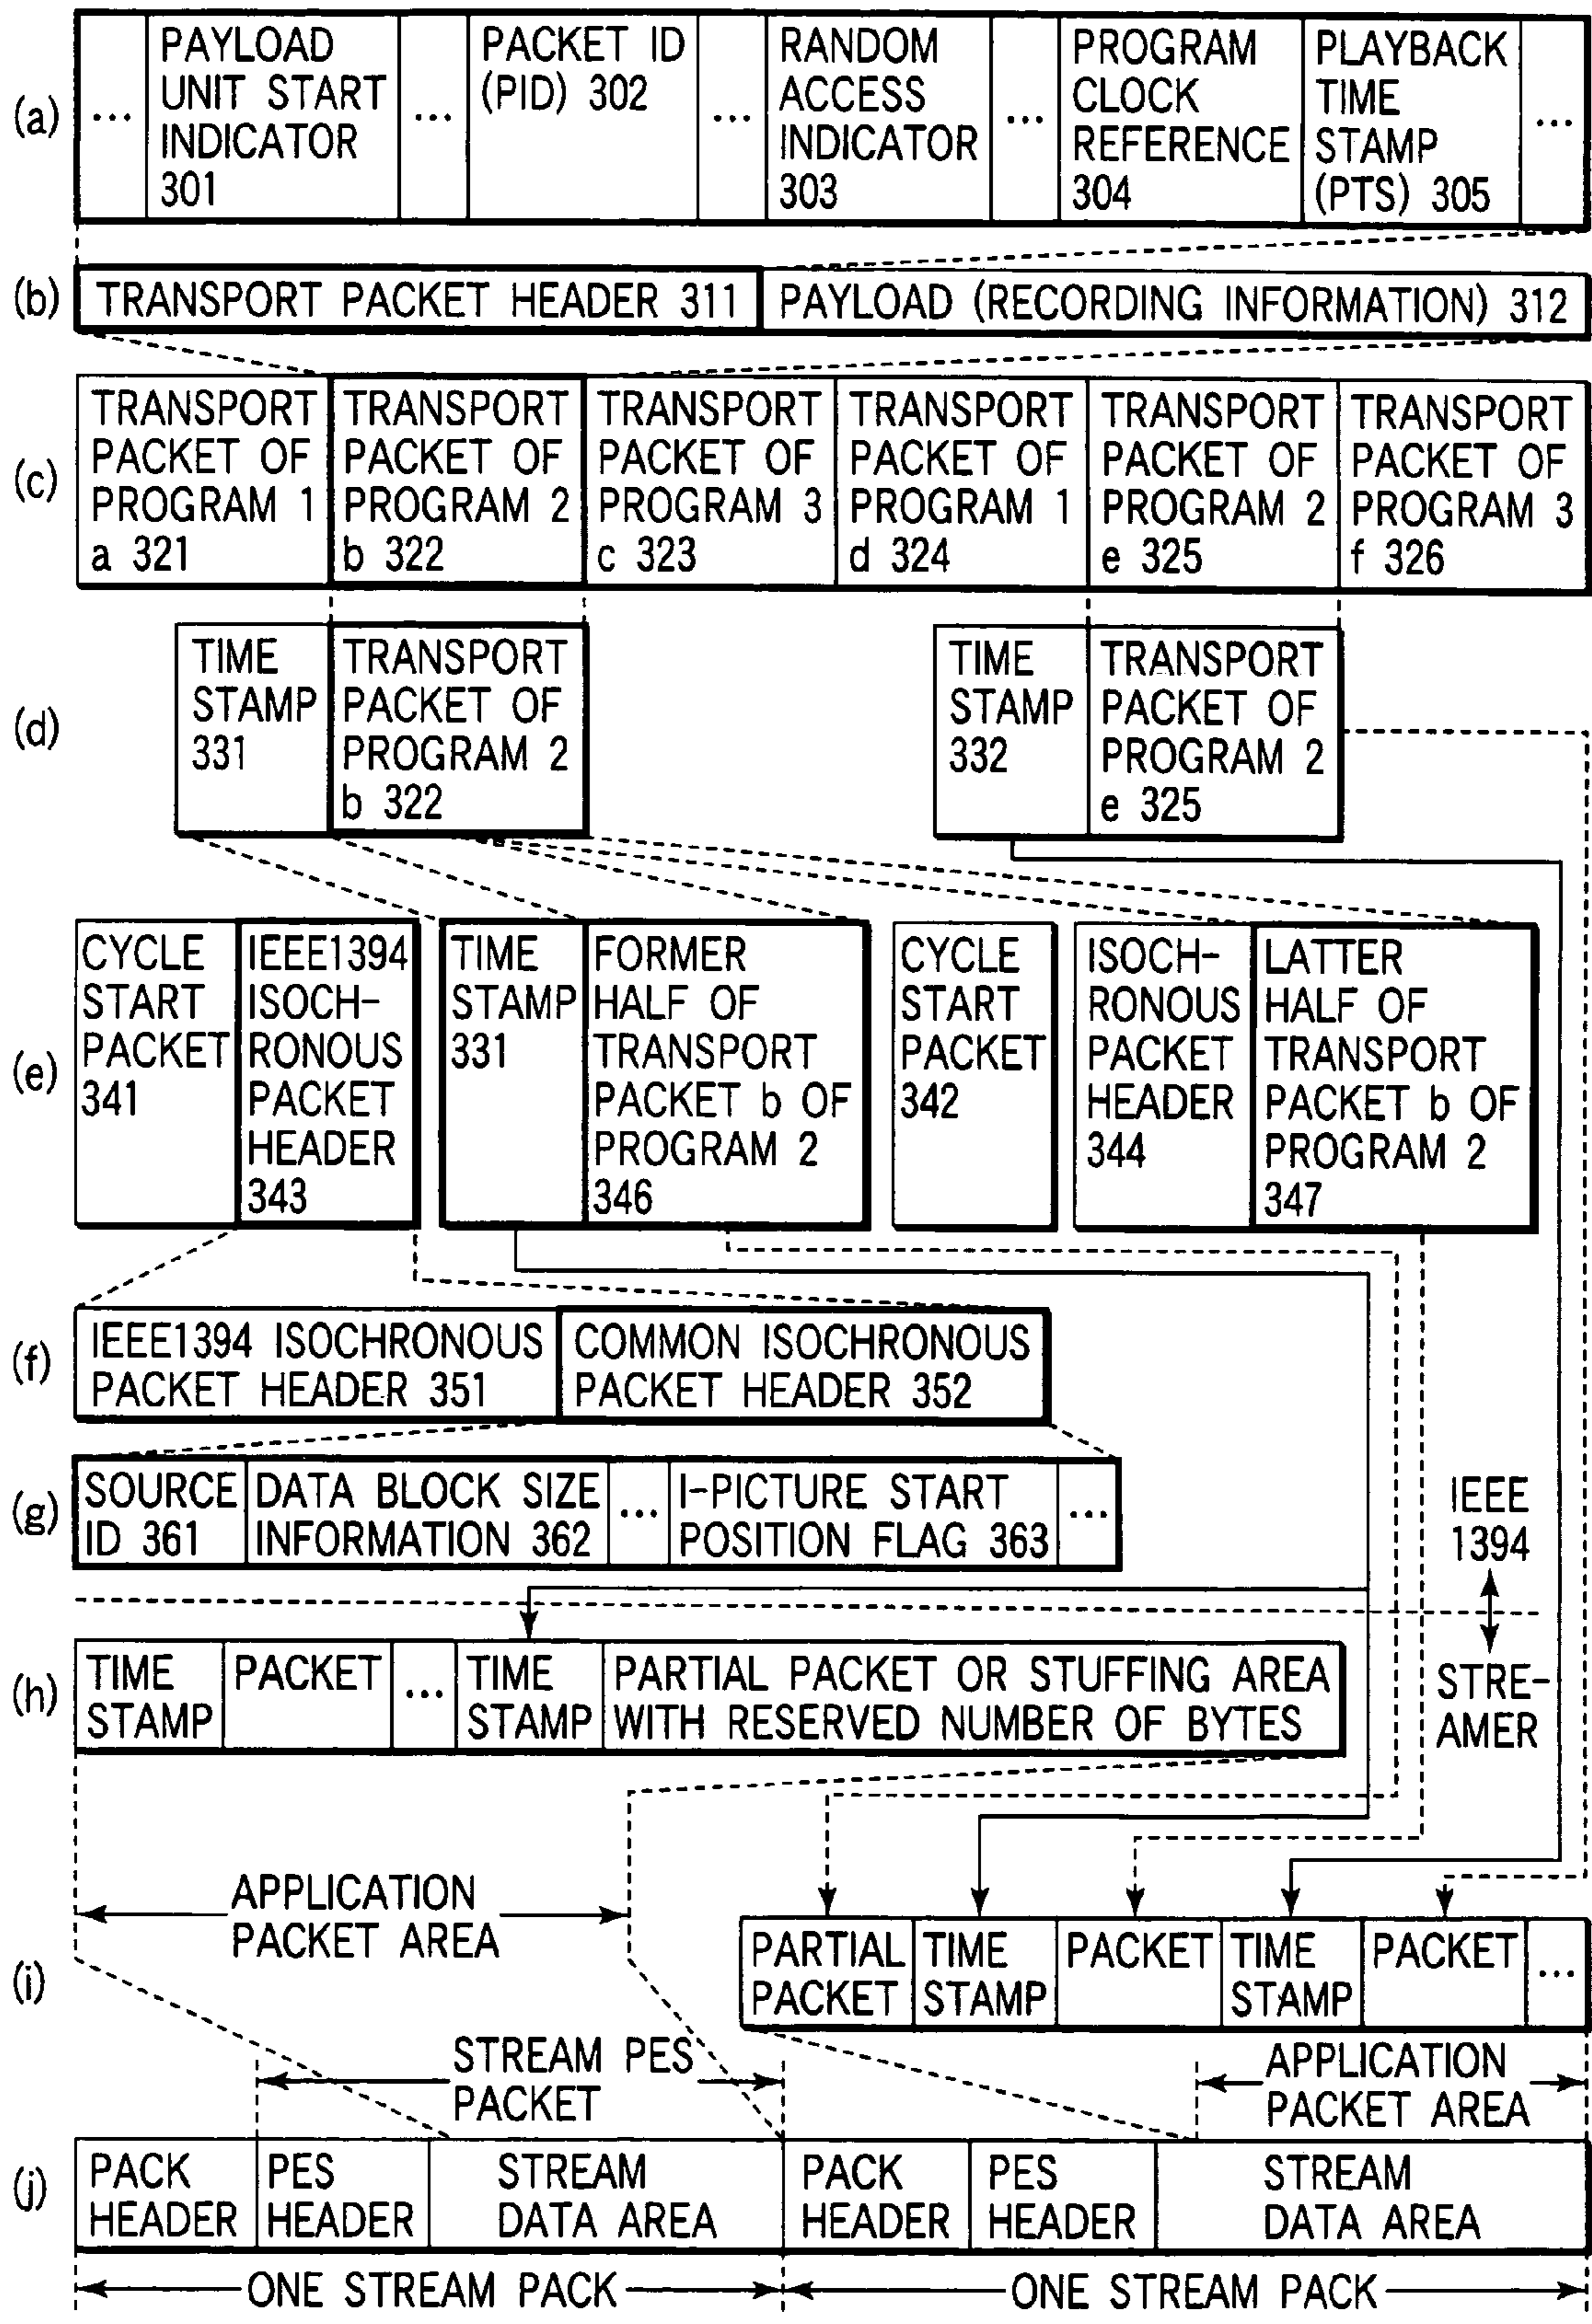 (a)
...
PAYLOAD
UNIT START
INDICATOR
301
...
PACKET ID
(PID) 302
...
RANDOM
ACCESS
INDICATOR
303
...
PROGRAM
CLOCK
REFERENCE
304
PLAYBACK
TIME
STAMP
(PTS) 305
...
(b)
TRANSPORT PACKET HEADER 311
PAYLOAD (RECORDING INFORMATION) 312
(c)
TRANSPORT
PACKET OF
PROGRAM 1
a 321
TRANSPORT
PACKET OF
PROGRAM 2
b 322
TRANSPORT
PACKET OF
PROGRAM 3
c 323
TRANSPORT
PACKET OF
PROGRAM 1
d 324
TRANSPORT
PACKET OF
PROGRAM 2
e 325
TRANSPORT
PACKET OF
PROGRAM 3
f 326
(d)
TIME
STAMP
331
TRANSPORT
PACKET OF
PROGRAM 2
b 322
TIME
STAMP
332
TRANSPORT
PACKET OF
PROGRAM 2
e 325
(e)
CYCLE
START
PACKET
341
IEEE1394
ISOCH-
RONOUS
PACKET
HEADER
343
TIME
STAMP
331
FORMER
HALF OF
TRANSPORT
PACKET b OF
PROGRAM 2
346
CYCLE
START
PACKET
342
ISOCH-
RONOUS
PACKET
HEADER
344
LATTER
HALF OF
TRANSPORT
PACKET b OF
PROGRAM 2
347
(f)
IEEE1394 ISOCHRONOUS
PACKET HEADER 351
COMMON ISOCHRONOUS
PACKET HEADER 352
(g)
SOURCE
ID 361
DATA BLOCK SIZE
INFORMATION 362
...
I-PICTURE START
POSITION FLAG 363
...
IEEE
1394
STRE-
AMER
(h)
TIME
STAMP
PACKET
...
TIME
STAMP
PARTIAL PACKET OR STUFFING AREA
WITH RESERVED NUMBER OF BYTES
APPLICATION
PACKET AREA
(i)
PARTIAL
PACKET
TIME
STAMP
PACKET
TIME
STAMP
PACKET
...
STREAM PES
PACKET
APPLICATION
PACKET AREA
(j)
PACK
HEADER
PES
HEADER
STREAM
DATA AREA
PACK
HEADER
PES
HEADER
STREAM
DATA AREA
ONE STREAM PACK
ONE STREAM PACK